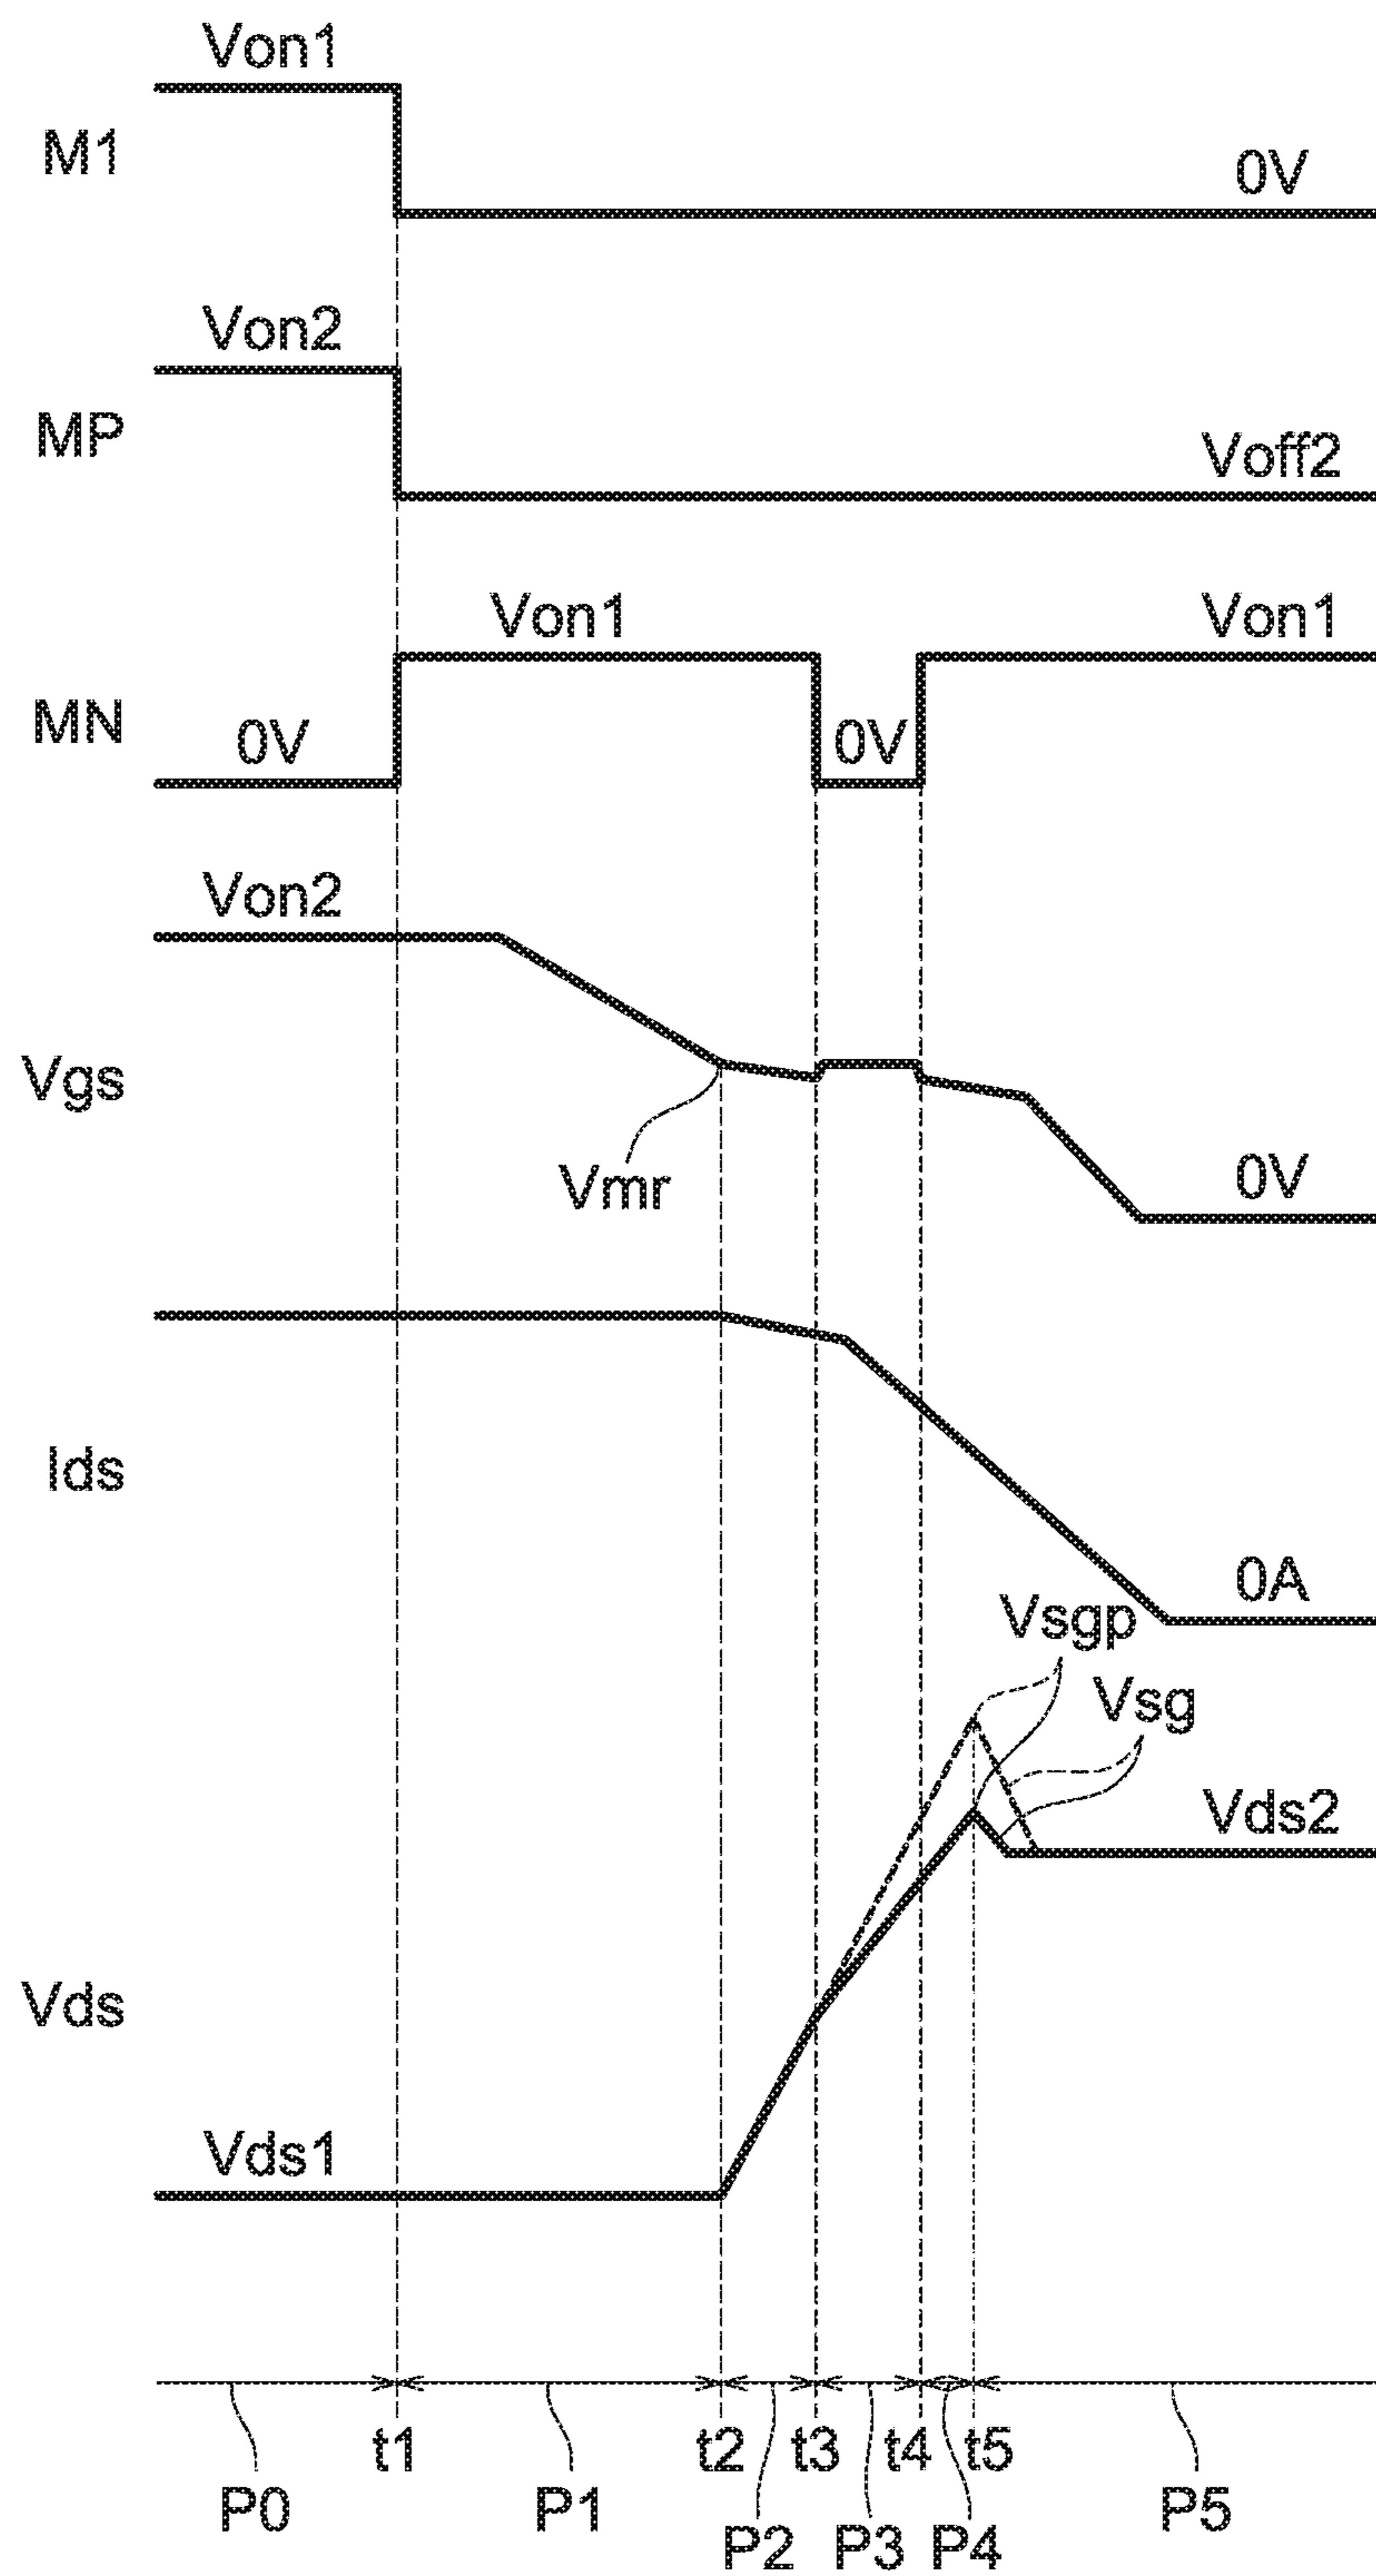 Von1
M1
0V
Von2
MP
Voff2
Von1
Von1
MN
0V
0V
Von2
Vgs
Vmr
0V
Ids
0A
Vsgp
Vsg
Vds2
Vds
Vds1
t1
t2
t3
t4
t5
P0
P1
P2
P3
P4
P5